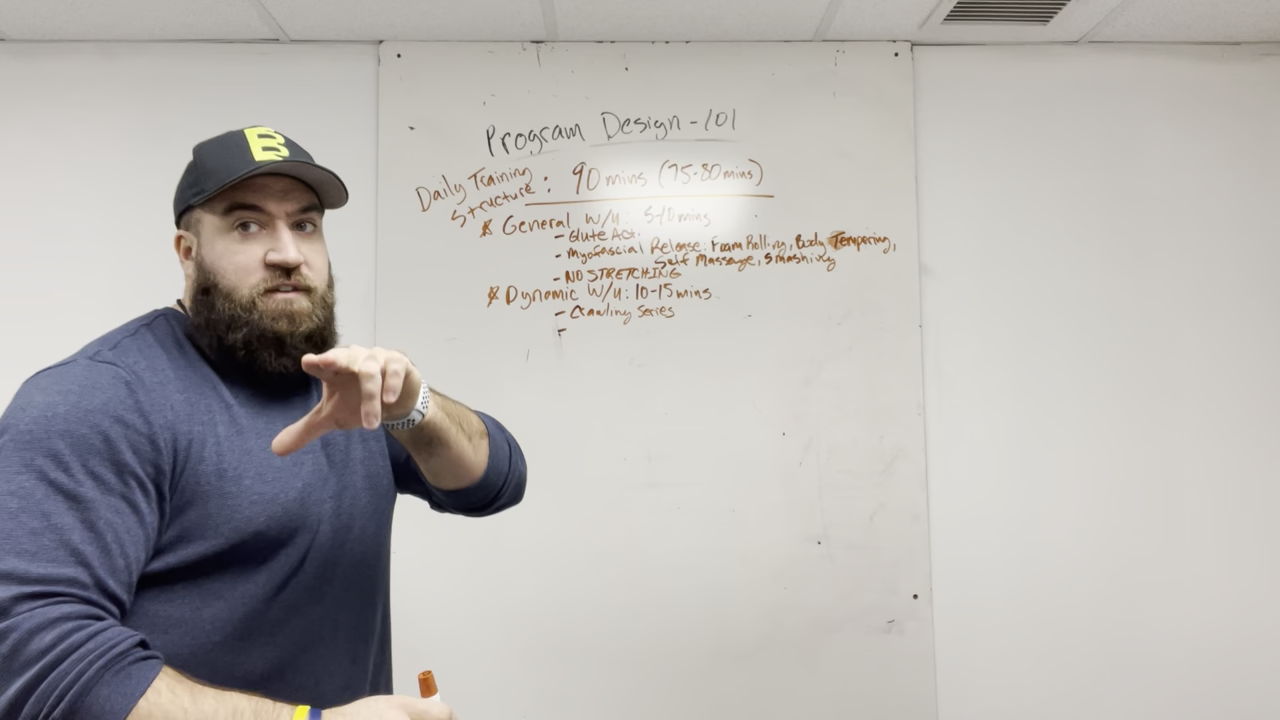 Program Design - 101
Daily Training
Structure: 90 mins (75-80 mins)
General W/U: 5-10 mins
- Glute Act.
- Myofascial Release: Foam Rolling, Body Tempering,
Self Massage, Smashing
- NO STRETCHING
Dynamic W/U: 10-15 mins
- Crawling Series
-
B